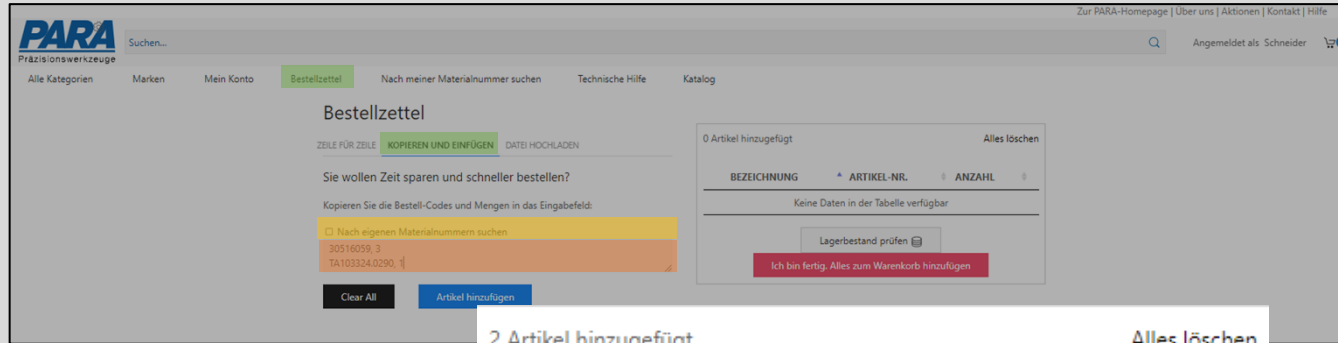 Zur PARA-Homepage | Über uns | Aktionen | Kontakt | Hilfe
PARA
Präzisionswerkzeuge
Suchen...
Angemeldet als Schneider
Alle Kategorien Marken Mein Konto Bestellzettel Nach meiner Materialnummer suchen Technische Hilfe Katalog
Bestellzettel
ZEILE FÜR ZEILE KOPIEREN UND EINFÜGEN DATEI HOCHLADEN
Sie wollen Zeit sparen und schneller bestellen?
Kopieren Sie die Bestell-Codes und Mengen in das Eingabefeld:
Nach eigenen Materialnummern suchen
30516059, 3
TA103324.0290, 1
Clear All Artikel hinzufügen
0 Artikel hinzugefügt Alles löschen
BEZEICHNUNG ARTIKEL-NR. ANZAHL
Keine Daten in der Tabelle verfügbar
Lagerbestand prüfen
Ich bin fertig. Alles zum Warenkorb hinzufügen
2 Artikel hinzugefügt Alles löschen